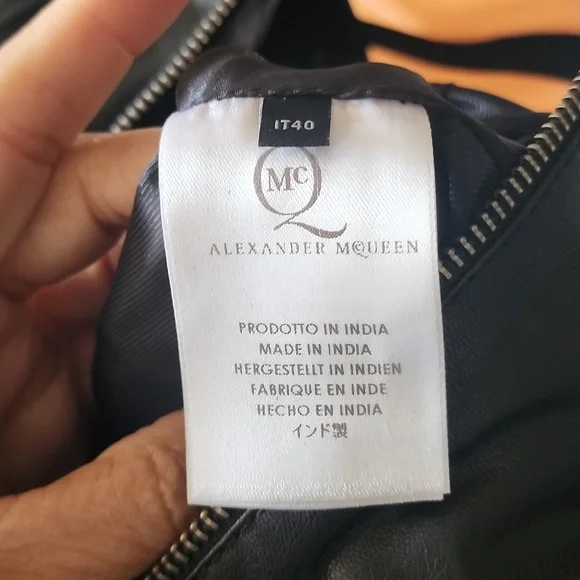 IT40
McQ
ALEXANDER MCQUEEN
PRODOTTO IN INDIA
MADE IN INDIA
HERGESTELLT IN INDIEN
FABRIQUE EN INDE
HECHO EN INDIA
インド製